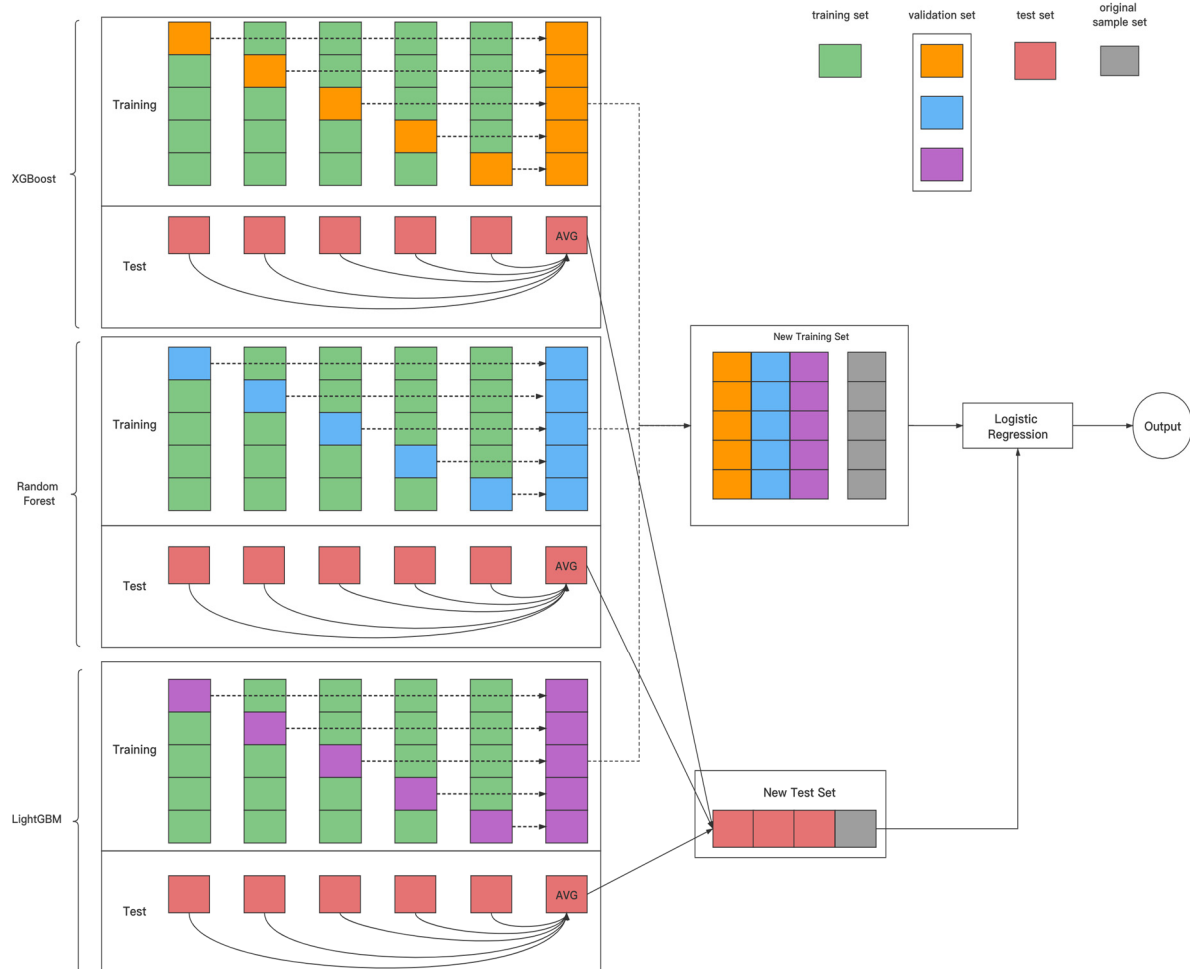 training set
validation set
test set
original
sample set
XGBoost
Training
Test
AVG
Random
Forest
Training
Test
AVG
LightGBM
Training
Test
AVG
New Training Set
New Test Set
Logistic
Regression
Output